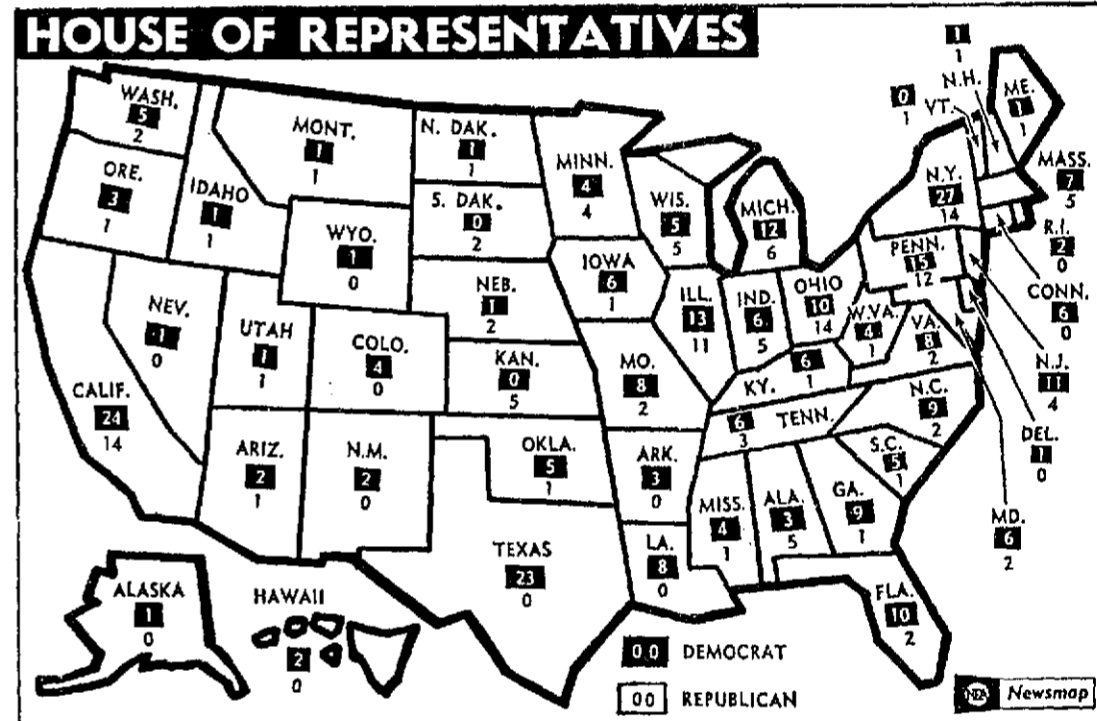 HOUSE OF REPRESENTATIVES
WASH.
5
2
ORE.
3
1
IDAHO
1
1
MONT.
1
1
WYO.
1
0
N. DAK.
1
1
S. DAK.
0
2
NEB.
1
2
KAN.
0
5
MINN.
4
4
IOWA
6
1
MO.
8
2
WIS.
5
5
MICH.
12
6
ILL.
13
11
IND.
6
5
OHIO
10
14
NEV.
1
0
UTAH
1
1
COLO.
4
0
CALIF.
24
14
ARIZ.
2
1
N.M.
2
0
OKLA.
5
1
TEXAS
23
0
ARK.
3
0
LA.
8
0
KY.
6
1
TENN.
6
3
MISS.
4
1
ALA.
3
5
GA.
9
1
FLA.
10
2
S.C.
5
1
N.C.
9
2
VA.
8
2
W.VA.
4
1
PENN.
15
12
N.Y.
27
14
VT.
0
1
N.H.
1
1
ME.
1
1
MASS.
7
5
R.I.
2
0
CONN.
6
0
N.J.
11
4
DEL.
1
0
MD.
6
2
ALASKA
1
0
HAWAII
2
0
00 DEMOCRAT
00 REPUBLICAN
NEA Newsmap